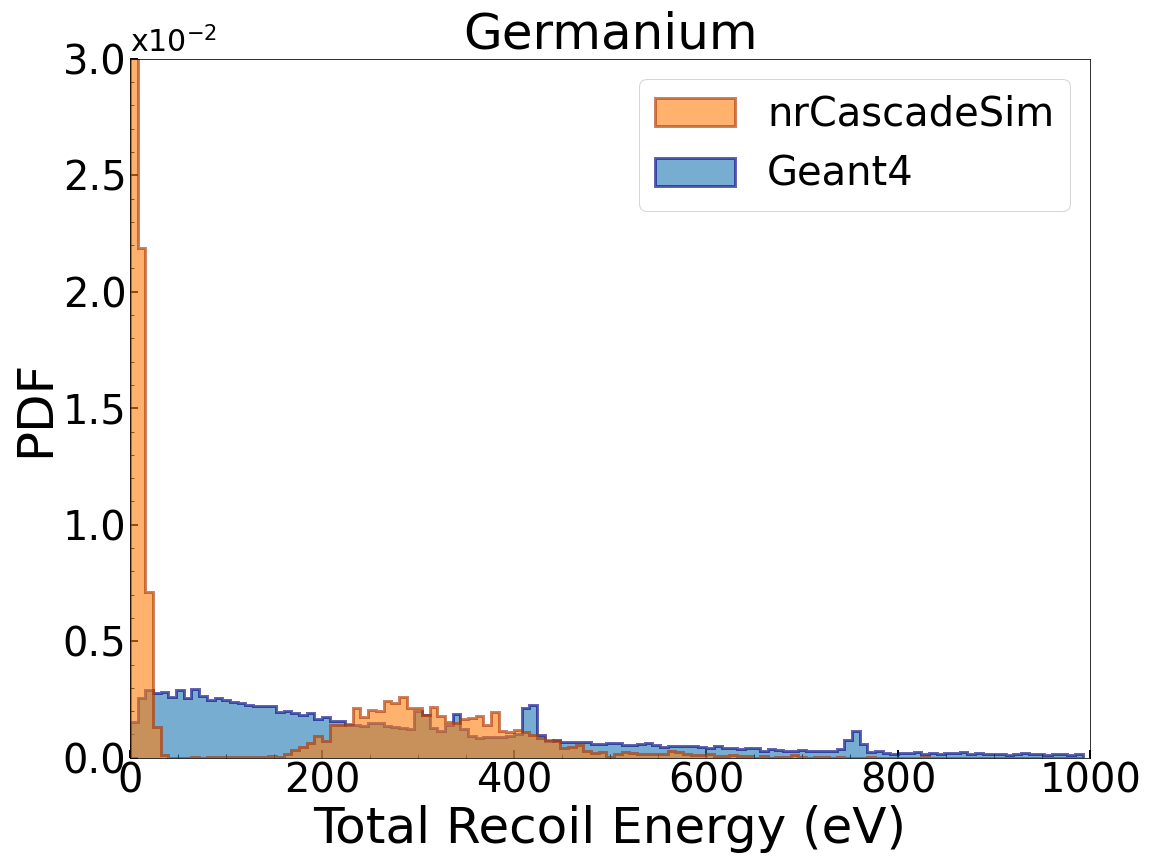 Germanium
x10⁻²
3.0
2.5
2.0
1.5
1.0
0.5
0.0
PDF
nrCascadeSim
Geant4
0 200 400 600 800 1000
Total Recoil Energy (eV)